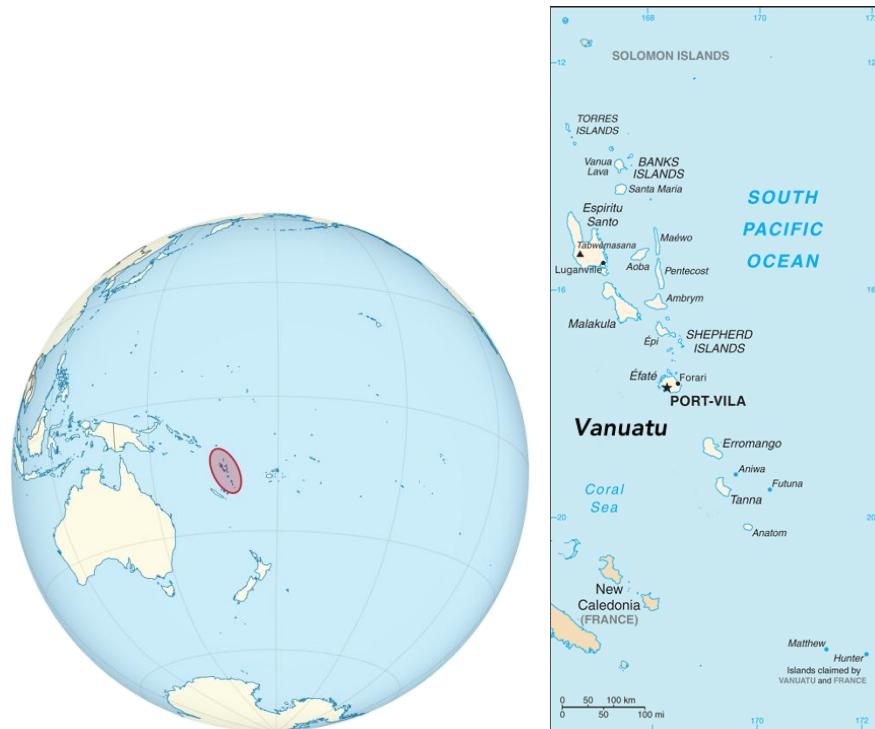 168
170
172
12
SOLOMON ISLANDS
TORRES
ISLANDS
Vanua
Lava
BANKS
ISLANDS
Santa Maria
Espiritu
Santo
SOUTH
PACIFIC
OCEAN
Tabwemasana
Maéwo
Luganville
Aoba
Pentecost
16
Ambrym
Malakula
Épi
SHEPHERD
ISLANDS
Éfaté
Forari
PORT-VILA
Vanuatu
Erromango
Aniwa
Coral
Sea
Futuna
Tanna
20
20
Anatom
New
Caledonia
(FRANCE)
Matthew
Hunter
Islands claimed by
VANUATU and FRANCE
0 50 100 km
0 50 100 mi
170
172